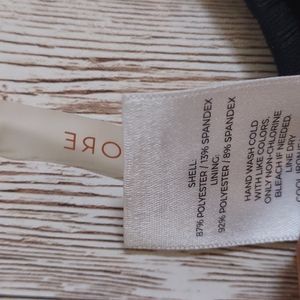 ORE
SHELL:
87% POLYESTER / 13% SPANDEX
LINING:
92% POLYESTER / 8% SPANDEX
HAND WASH COLD
WITH LIKE COLORS.
ONLY NON-CHLORINE
BLEACH IF NEEDED.
LINE DRY.